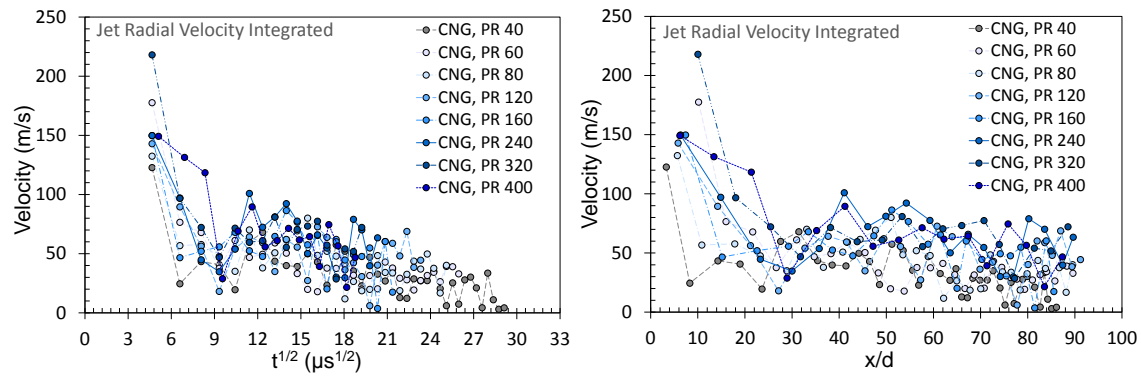 Jet Radial Velocity Integrated
Velocity (m/s)
250
200
150
100
50
0
0 3 6 9 12 15 18 21 24 27 30 33
t^1/2 (µs^1/2)
CNG, PR 40
CNG, PR 60
CNG, PR 80
CNG, PR 120
CNG, PR 160
CNG, PR 240
CNG, PR 320
CNG, PR 400
Jet Radial Velocity Integrated
Velocity (m/s)
250
200
150
100
50
0
0 10 20 30 40 50 60 70 80 90 100
x/d
CNG, PR 40
CNG, PR 60
CNG, PR 80
CNG, PR 120
CNG, PR 160
CNG, PR 240
CNG, PR 320
CNG, PR 400